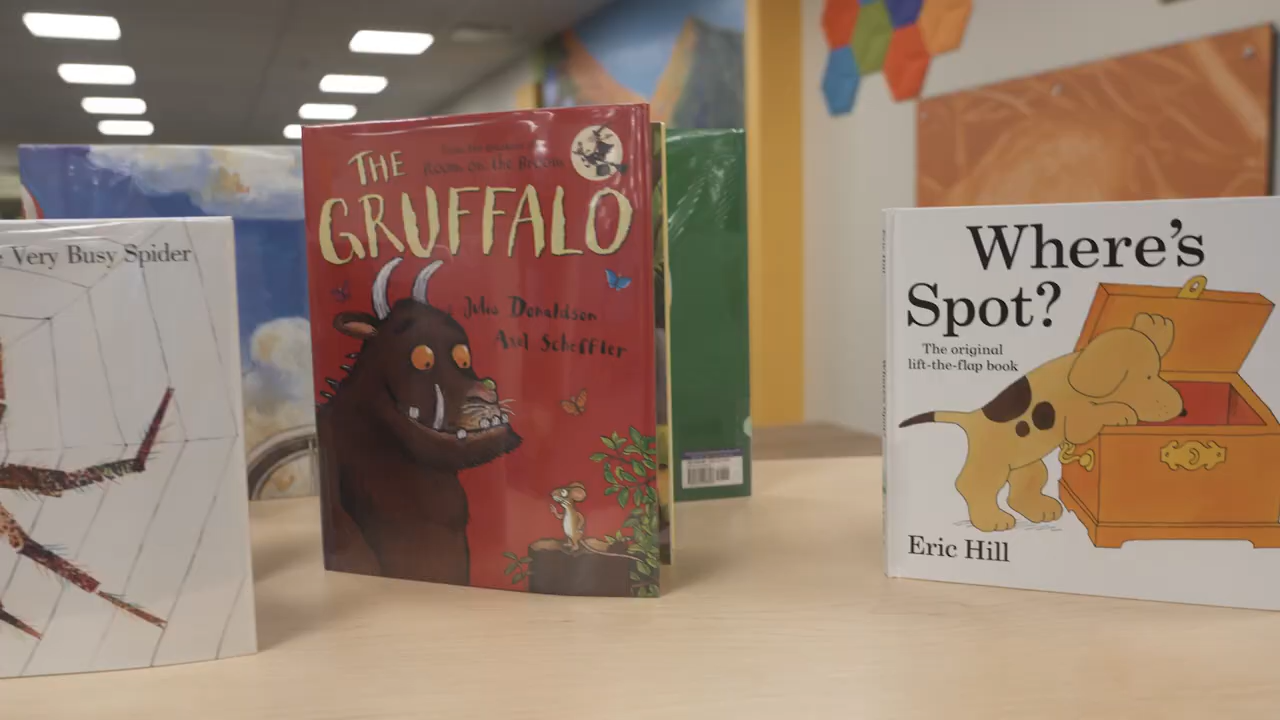 Very Busy Spider
THE
Room on the Broom
GRUFFALO
Julia Donaldson
Axel Scheffler
Where's
Spot?
The original
lift-the-flap book
Eric Hill